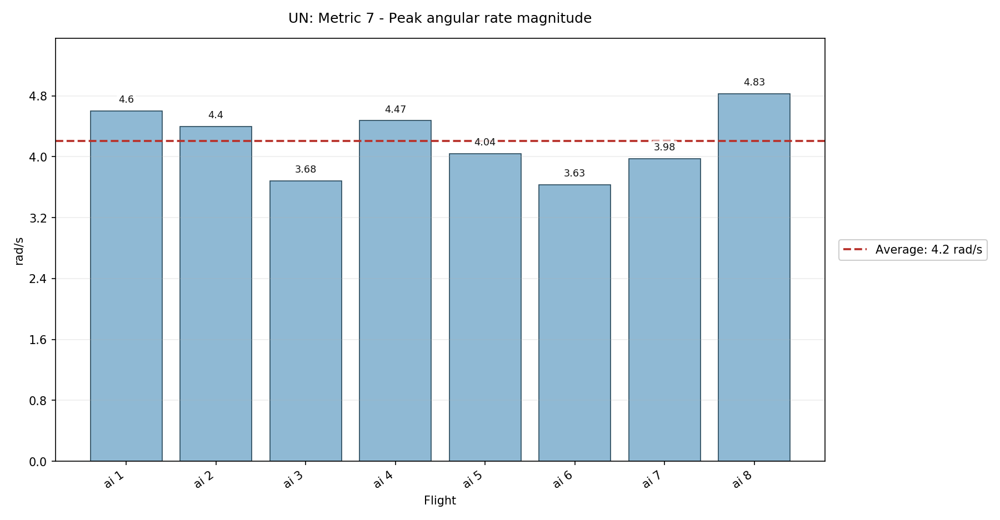 UN: Metric 7 - Peak angular rate magnitude
rad/s
4.8
4.0
3.2
2.4
1.6
0.8
0.0
4.6
4.4
3.68
4.47
4.04
3.63
3.98
4.83
ai 1
ai 2
ai 3
ai 4
ai 5
ai 6
ai 7
ai 8
Flight
Average: 4.2 rad/s